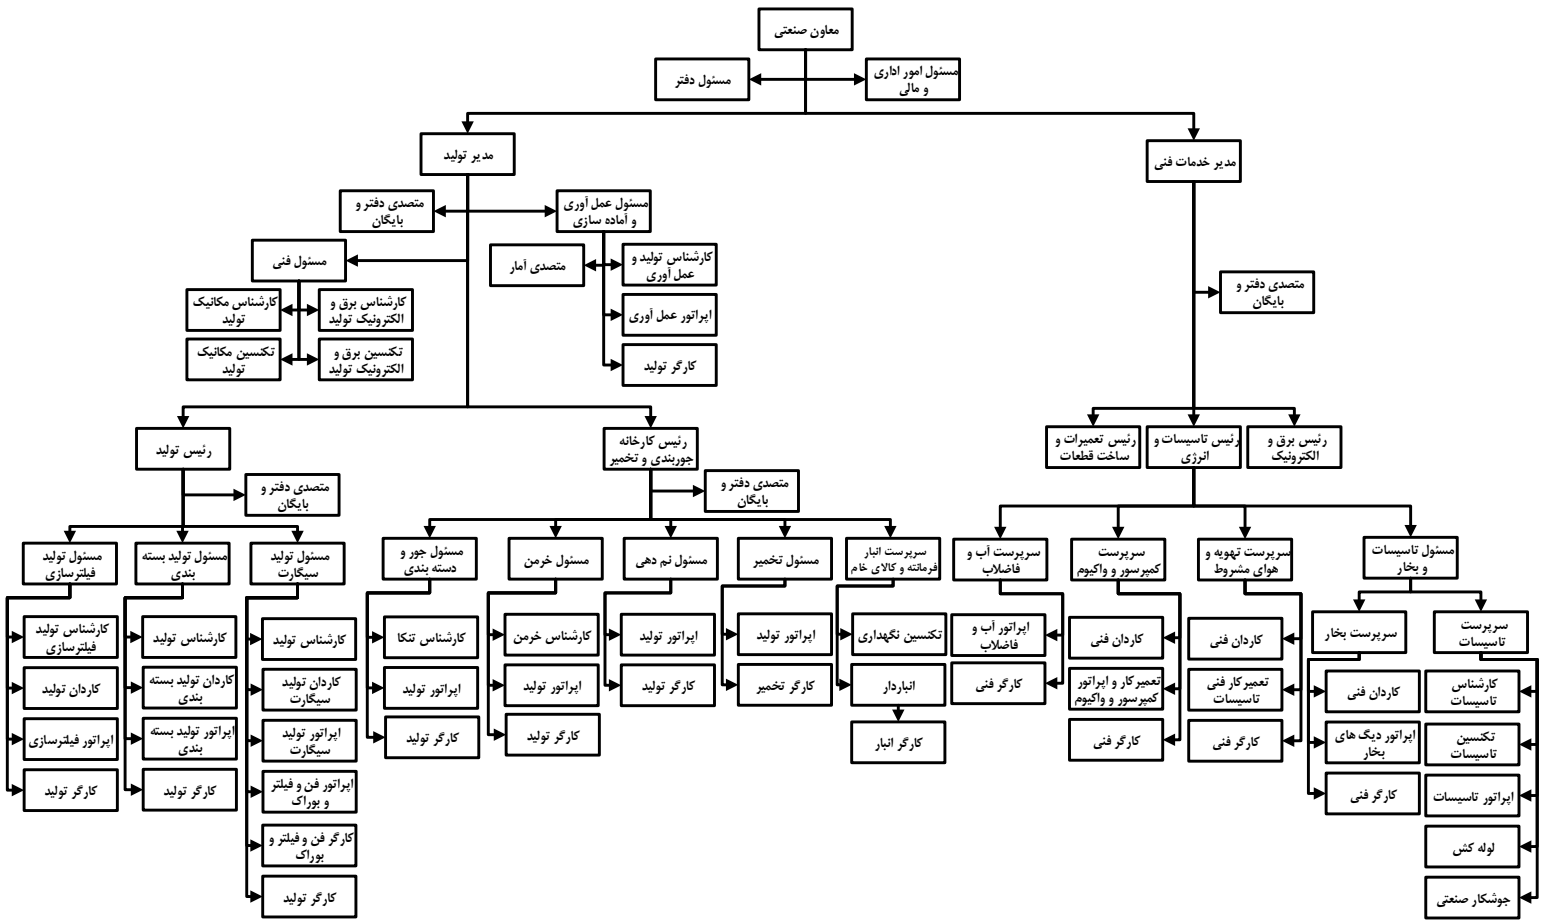 معاون صنعتی
مسئول امور اداری
و مالی
مسئول دفتر
مدیر خدمات فنی
مدیر تولید
متصدی دفتر و
بایگان
رئیس برق و
الکترونیک
رئیس تاسیسات و
انرژی
رئیس تعمیرات و
ساخت قطعات
مسئول تاسیسات
و بخار
سرپرست تهویه و
هوای مشروط
سرپرست
کمپرسور و واکیوم
سرپرست آب و
فاضلاب
سرپرست
تاسیسات
سرپرست بخار
کارشناس
تاسیسات
تکنسین
تاسیسات
اپراتور تاسیسات
لوله کش
جوشکار صنعتی
کاردان فنی
اپراتور دیگ های
بخار
کارگر فنی
کاردان فنی
تعمیرکار فنی
تاسیسات
کارگر فنی
کاردان فنی
تعمیرکار و اپراتور
کمپرسور و واکیوم
کارگر فنی
اپراتور آب و
فاضلاب
کارگر فنی
مسئول عمل آوری
و آماده سازی
متصدی دفتر و
بایگان
کارشناس تولید و
عمل آوری
متصدی آمار
اپراتور عمل آوری
کارگر تولید
مسئول فنی
کارشناس برق و
الکترونیک تولید
کارشناس مکانیک
تولید
تکنسین برق و
الکترونیک تولید
تکنسین مکانیک
تولید
رئیس کارخانه
جوربندی و تخمیر
متصدی دفتر و
بایگان
سرپرست انبار
فرمانته و کالای خام
مسئول تخمیر
مسئول نم دهی
مسئول خرمن
مسئول جور و
دسته بندی
تکنسین نگهداری
انباردار
کارگر انبار
اپراتور تولید
کارگر تخمیر
اپراتور تولید
کارگر تولید
کارشناس خرمن
اپراتور تولید
کارگر تولید
کارشناس تنکا
اپراتور تولید
کارگر تولید
رئیس تولید
متصدی دفتر و
بایگان
مسئول تولید
سیگارت
مسئول تولید بسته
بندی
مسئول تولید
فیلترسازی
کارشناس تولید
کاردان تولید
سیگارت
اپراتور تولید
سیگارت
اپراتور فن و فیلتر
و بوراک
کارگر فن و فیلتر و
بوراک
کارگر تولید
کارشناس تولید
کاردان تولید بسته
بندی
اپراتور تولید بسته
بندی
کارگر تولید
کارشناس تولید
فیلترسازی
کاردان تولید
اپراتور فیلترسازی
کارگر تولید